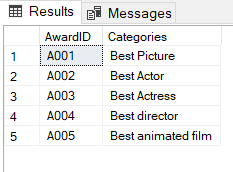 Results Messages
AwardID Categories
1 A001 Best Picture
2 A002 Best Actor
3 A003 Best Actress
4 A004 Best director
5 A005 Best animated film